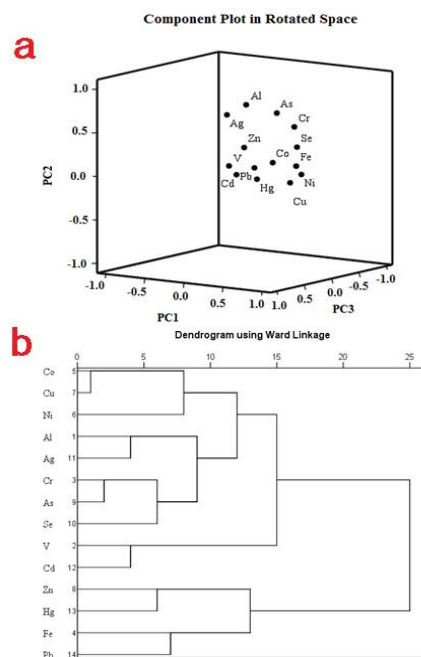 Component Plot in Rotated Space
a
PC2
1.0
0.5
0.0
-0.5
-1.0
Al
As
Ag
Cr
Zn
Se
V
Co
Fe
Cd
Pb
Hg
Ni
Cu
-1.0 -0.5 0.0 0.5 1.0
PC1
1.0 0.5 0.0 -0.5 -1.0
PC3
b
Dendrogram using Ward Linkage
0 5 10 15 20 25
Co 5
Cu 7
Ni 6
Al 1
Ag 11
Cr 3
As 9
Se 10
V 2
Cd 12
Zn 8
Hg 13
Fe 4
Pb 14